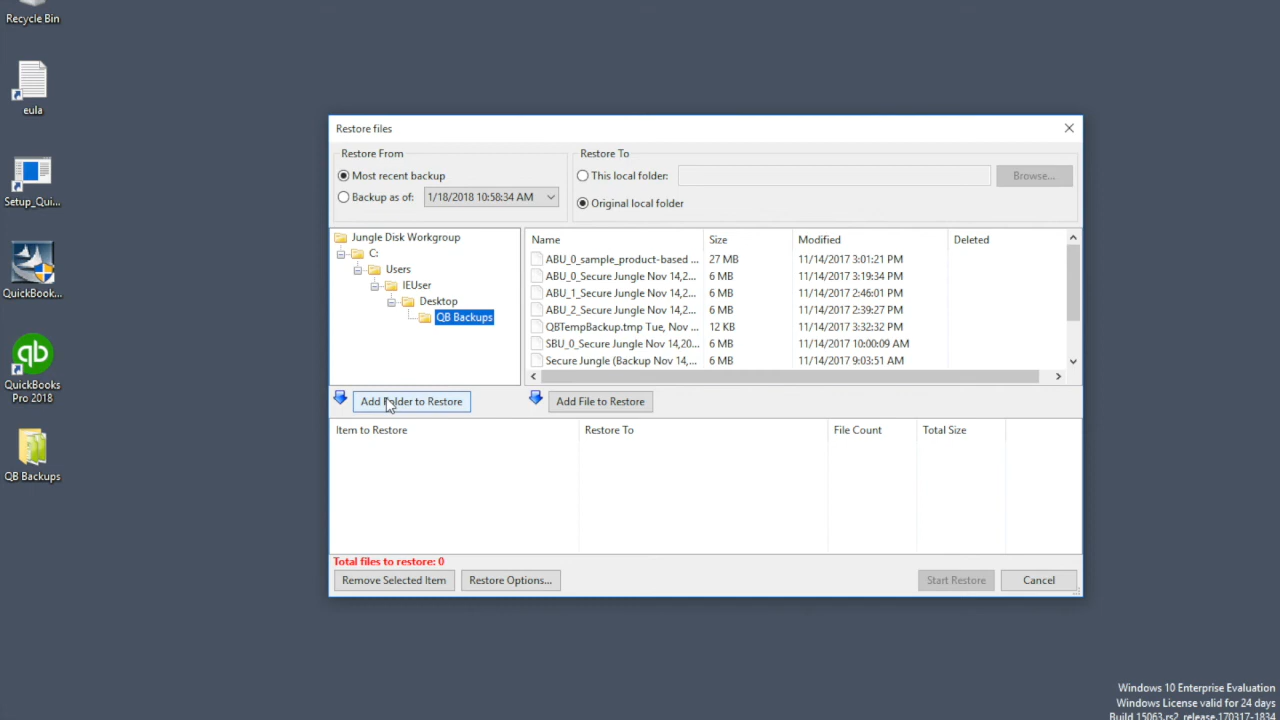 Recycle Bin
eula
Setup_Qui...
QuickBook...
QuickBooks
Pro 2018
QB Backups
Restore files
Restore From
Most recent backup
Backup as of: 1/18/2018 10:58:34 AM
Restore To
This local folder: Browse...
Original local folder
Jungle Disk Workgroup
C:
Users
IEUser
Desktop
QB Backups
Name Size Modified Deleted
ABU_0_sample_product-based ... 27 MB 11/14/2017 3:01:21 PM
ABU_0_Secure Jungle Nov 14,2... 6 MB 11/14/2017 3:19:34 PM
ABU_1_Secure Jungle Nov 14,2... 6 MB 11/14/2017 2:46:01 PM
ABU_2_Secure Jungle Nov 14,2... 6 MB 11/14/2017 2:39:27 PM
QBTempBackup.tmp Tue, Nov ... 12 KB 11/14/2017 3:32:32 PM
SBU_0_Secure Jungle Nov 14,20... 6 MB 11/14/2017 10:00:09 AM
Secure Jungle (Backup Nov 14,... 6 MB 11/14/2017 9:03:51 AM
Add Folder to Restore Add File to Restore
Item to Restore Restore To File Count Total Size
Total files to restore: 0
Remove Selected Item Restore Options... Start Restore Cancel
Windows 10 Enterprise Evaluation
Windows License valid for 24 days
Build 15063.rs2_release.170317-1834